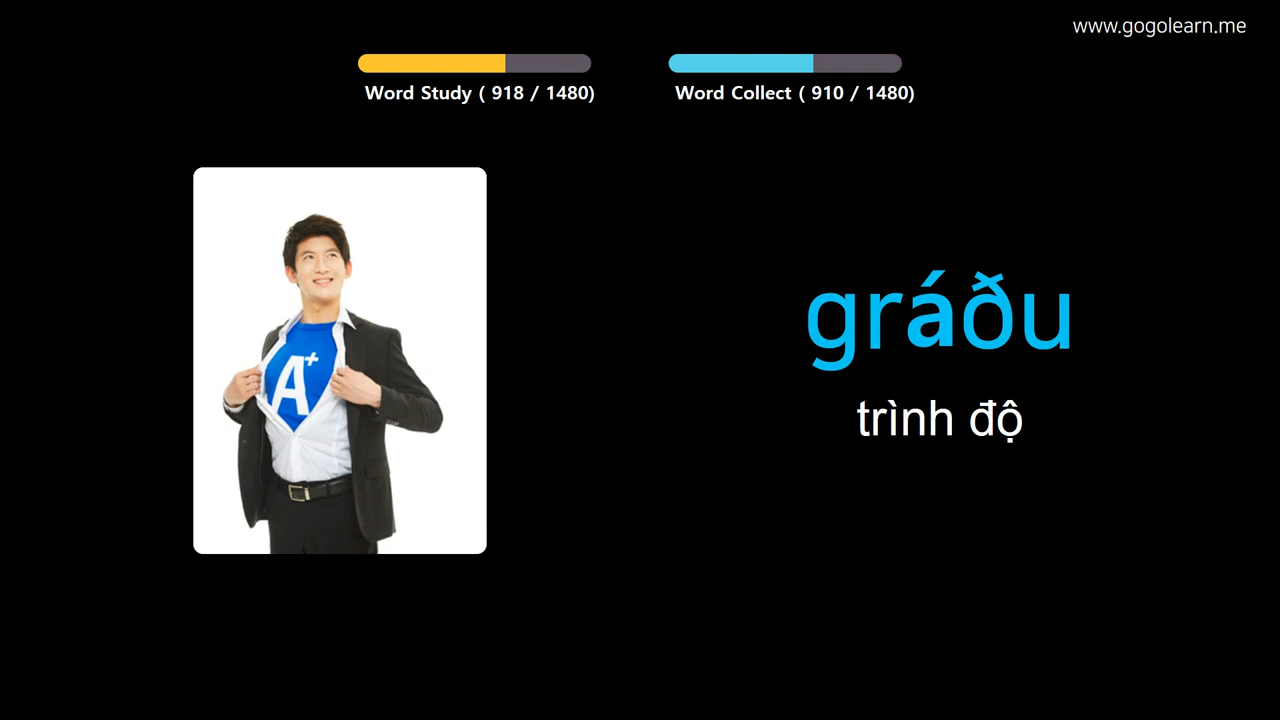 www.gogolearn.me
Word Study ( 918 / 1480)
Word Collect ( 910 / 1480)
A+
gráðu
trình độ